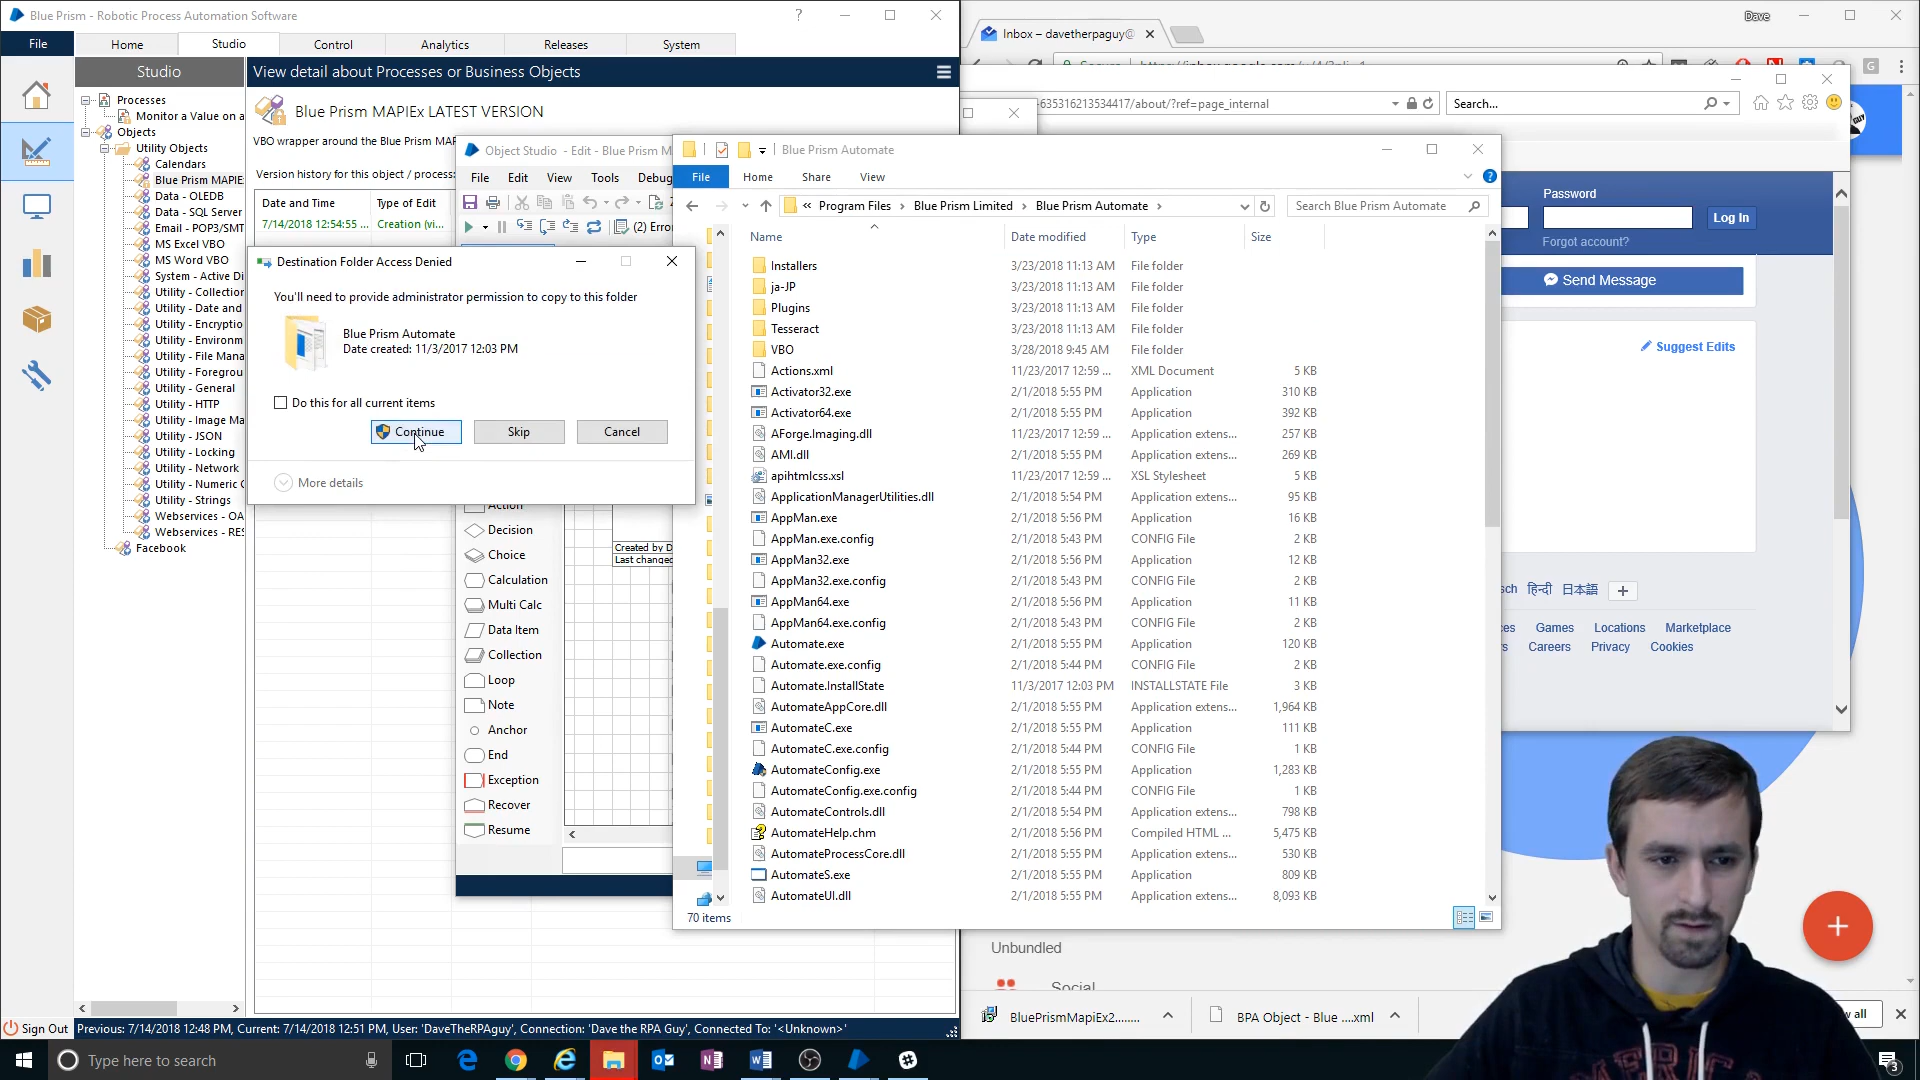 Blue Prism - Robotic Process Automation Software
?
File
Home
Studio
Control
Analytics
Releases
System
Studio
View detail about Processes or Business Objects
Processes
Monitor a Value on a
Objects
Utility Objects
Calendars
Blue Prism MAPIE
Data - OLEDB
Data - SQL Server
Email - POP3/SMT
MS Excel VBO
MS Word VBO
System - Active Di
Utility - Collection
Utility - Date and
Utility - Encryptio
Utility - Environm
Utility - File Mana
Utility - Foregrou
Utility - General
Utility - HTTP
Utility - Image Ma
Utility - JSON
Utility - Locking
Utility - Network
Utility - Numeric C
Utility - Strings
Webservices - OA
Webservices - RES
Facebook
Blue Prism MAPIEx LATEST VERSION
VBO wrapper around the Blue Prism MAP
Version history for this object / process:
Date and Time
Type of Edit
7/14/2018 12:54:55 ...
Creation (vi...
Object Studio - Edit - Blue Prism M
File
Edit
View
Tools
Debug
(2) Erro
Destination Folder Access Denied
You'll need to provide administrator permission to copy to this folder
Blue Prism Automate
Date created: 11/3/2017 12:03 PM
Do this for all current items
Continue
Skip
Cancel
More details
Action
Decision
Choice
Calculation
Multi Calc
Data Item
Collection
Loop
Note
Anchor
End
Exception
Recover
Resume
Created by D
Last changed
Blue Prism Automate
File
Home
Share
View
Program Files
Blue Prism Limited
Blue Prism Automate
Search Blue Prism Automate
Name
Date modified
Type
Size
Installers 3/23/2018 11:13 AM File folder
ja-JP 3/23/2018 11:13 AM File folder
Plugins 3/23/2018 11:13 AM File folder
Tesseract 3/23/2018 11:13 AM File folder
VBO 3/28/2018 9:45 AM File folder
Actions.xml 11/23/2017 12:59 ... XML Document 5 KB
Activator32.exe 2/1/2018 5:55 PM Application 310 KB
Activator64.exe 2/1/2018 5:55 PM Application 392 KB
AForge.Imaging.dll 11/23/2017 12:59 ... Application extens... 257 KB
AMI.dll 2/1/2018 5:55 PM Application extens... 269 KB
apihtmlcss.xsl 11/23/2017 12:59 ... XSL Stylesheet 5 KB
ApplicationManagerUtilities.dll 2/1/2018 5:54 PM Application extens... 95 KB
AppMan.exe 2/1/2018 5:56 PM Application 16 KB
AppMan.exe.config 2/1/2018 5:43 PM CONFIG File 2 KB
AppMan32.exe 2/1/2018 5:56 PM Application 12 KB
AppMan32.exe.config 2/1/2018 5:43 PM CONFIG File 2 KB
AppMan64.exe 2/1/2018 5:56 PM Application 11 KB
AppMan64.exe.config 2/1/2018 5:43 PM CONFIG File 2 KB
Automate.exe 2/1/2018 5:55 PM Application 120 KB
Automate.exe.config 2/1/2018 5:44 PM CONFIG File 2 KB
Automate.InstallState 11/3/2017 12:03 PM INSTALLSTATE File 3 KB
AutomateAppCore.dll 2/1/2018 5:55 PM Application extens... 1,964 KB
AutomateC.exe 2/1/2018 5:55 PM Application 111 KB
AutomateC.exe.config 2/1/2018 5:44 PM CONFIG File 1 KB
AutomateConfig.exe 2/1/2018 5:55 PM Application 1,283 KB
AutomateConfig.exe.config 2/1/2018 5:44 PM CONFIG File 1 KB
AutomateControls.dll 2/1/2018 5:54 PM Application extens... 798 KB
AutomateHelp.chm 2/1/2018 5:56 PM Compiled HTML ... 5,475 KB
AutomateProcessCore.dll 2/1/2018 5:55 PM Application extens... 530 KB
AutomateS.exe 2/1/2018 5:55 PM Application 809 KB
AutomateUI.dll 2/1/2018 5:55 PM Application extens... 8,093 KB
70 items
Dave
Inbox – davetherpaguy@
-635316213534417/about/?ref=page_internal
Search...
Password
Log In
Forgot account?
Send Message
Suggest Edits
sch हिन्दी 日本語 +
es Games Locations Marketplace
s Careers Privacy Cookies
Unbundled
Social
Sign Out
Previous: 7/14/2018 12:48 PM, Current: 7/14/2018 12:51 PM, User: 'DaveTheRPAguy', Connection: 'Dave the RPA Guy', Connected To: '<Unknown>'
BluePrismMapiEx2......
BPA Object - Blue ....xml
w all
Type here to search
3